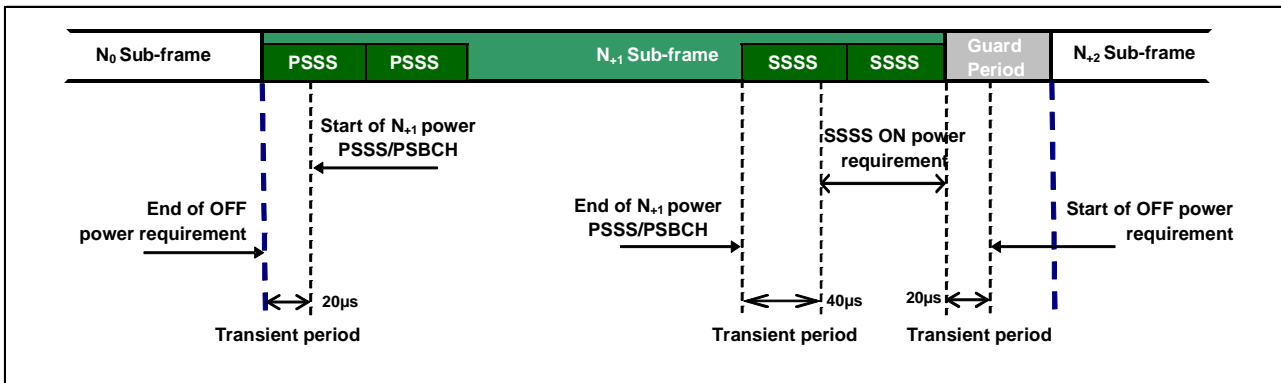 N₀ Sub-frame
PSSS
PSSS
N₊₁ Sub-frame
SSSS
SSSS
Guard
Period
N₊₂ Sub-frame
Start of N₊₁ power
PSSS/PSBCH
SSSS ON power
requirement
End of OFF
power requirement
End of N₊₁ power
PSSS/PSBCH
Start of OFF power
requirement
20µs
40µs
20µs
Transient period
Transient period
Transient period